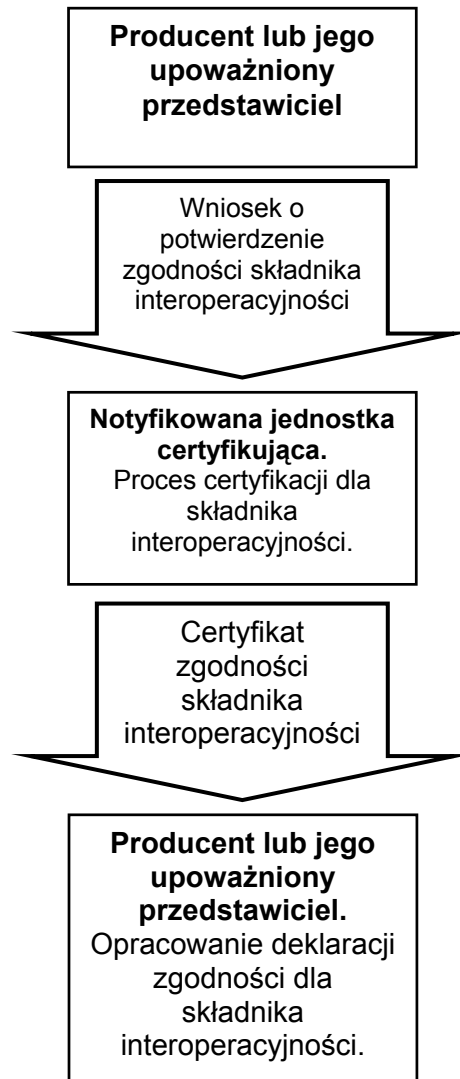 Producent lub jego
upoważniony
przedstawiciel
Wniosek o
potwierdzenie
zgodności składnika
interoperacyjności
Notyfikowana jednostka
certyfikująca.
Proces certyfikacji dla
składnika
interoperacyjności.
Certyfikat
zgodności
składnika
interoperacyjności
Producent lub jego
upoważniony
przedstawiciel.
Opracowanie deklaracji
zgodności dla
składnika
interoperacyjności.